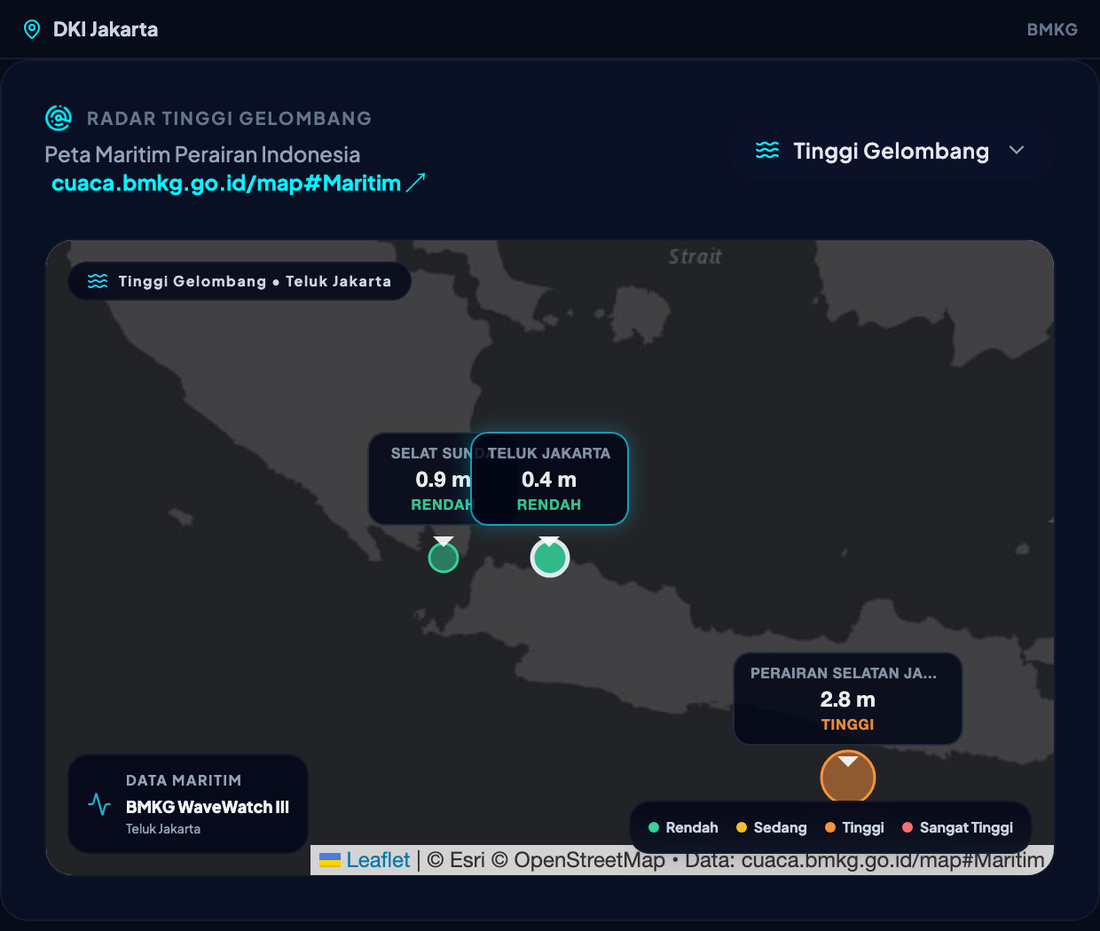 DKI Jakarta
BMKG
RADAR TINGGI GELOMBANG
Peta Maritim Perairan Indonesia
cuaca.bmkg.go.id/map#Maritim
Tinggi Gelombang
Strait
Tinggi Gelombang • Teluk Jakarta
SELAT SUN
0.9 m
RENDAH
TELUK JAKARTA
0.4 m
RENDAH
PERAIRAN SELATAN JA...
2.8 m
TINGGI
DATA MARITIM
BMKG WaveWatch III
Teluk Jakarta
Rendah
Sedang
Tinggi
Sangat Tinggi
Leaflet | © Esri © OpenStreetMap • Data: cuaca.bmkg.go.id/map#Maritim